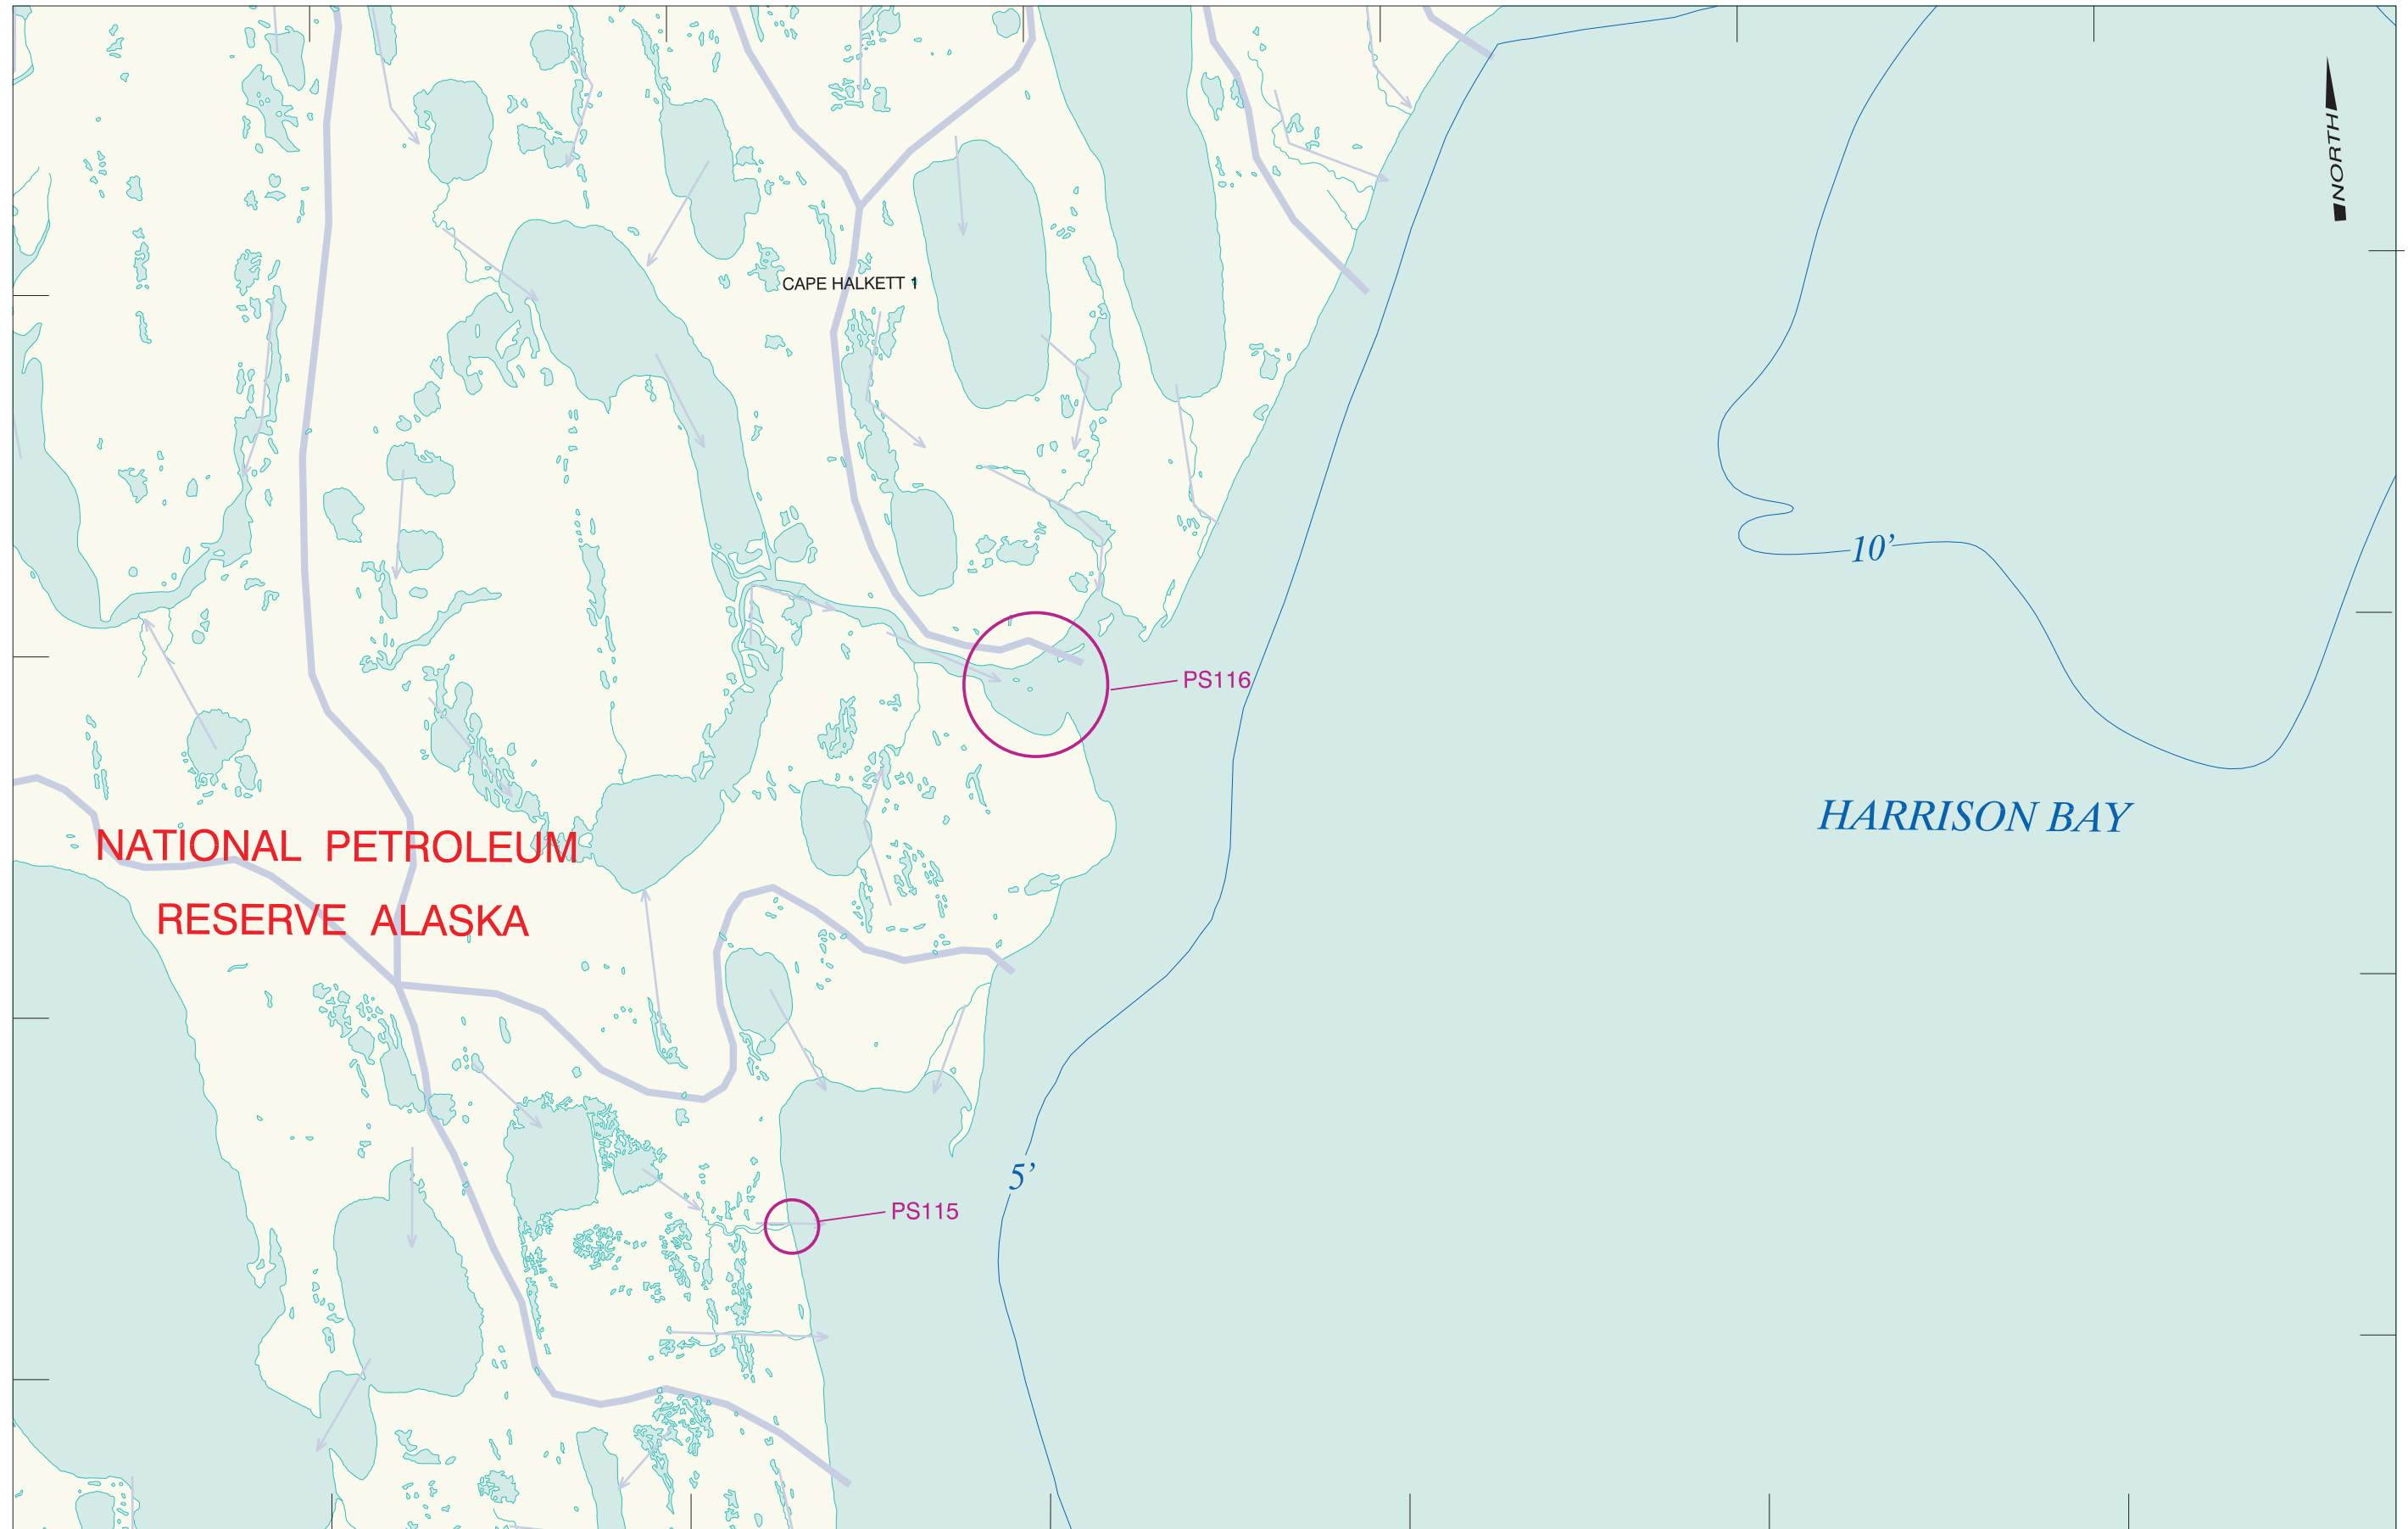 NORTH
CAPE HALKETT 1
10’
PS116
HARRISON BAY
NATIONAL PETROLEUM
RESERVE ALASKA
5’
PS115